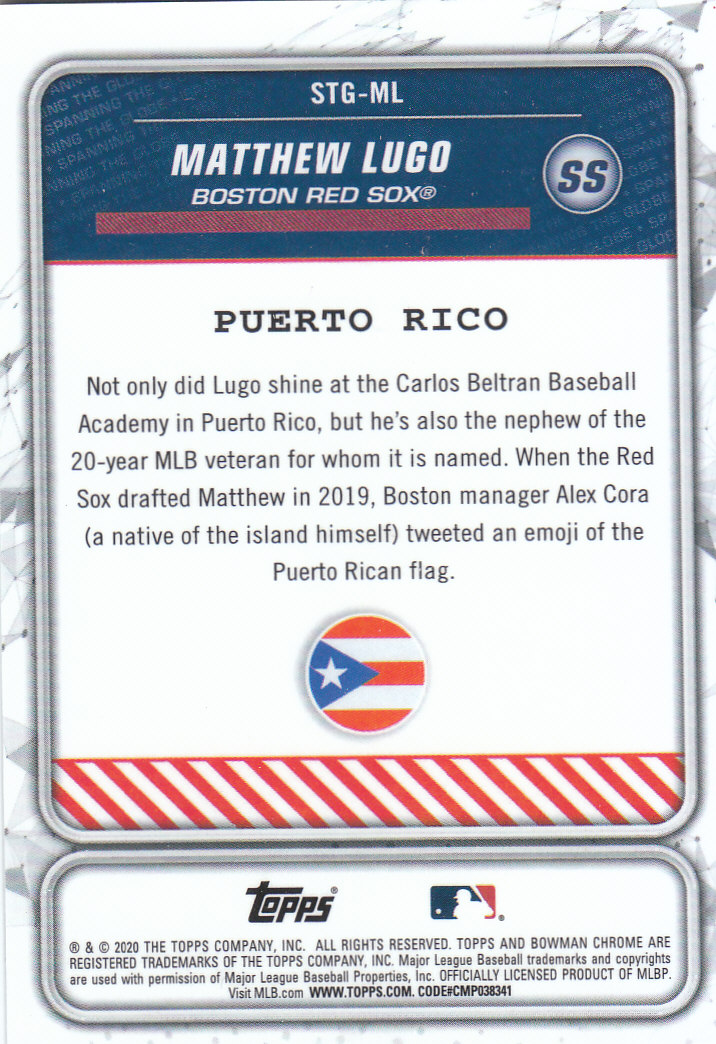 STG-ML
MATTHEW LUGO
BOSTON RED SOX®
SS
SPANNING THE GLOBE
PUERTO RICO
Not only did Lugo shine at the Carlos Beltran Baseball
Academy in Puerto Rico, but he's also the nephew of the
20-year MLB veteran for whom it is named. When the Red
Sox drafted Matthew in 2019, Boston manager Alex Cora
(a native of the island himself) tweeted an emoji of the
Puerto Rican flag.
TOPPS®
® & © 2020 THE TOPPS COMPANY, INC. ALL RIGHTS RESERVED. TOPPS AND BOWMAN CHROME ARE
REGISTERED TRADEMARKS OF THE TOPPS COMPANY, INC. Major League Baseball trademarks and copyrights
are used with permission of Major League Baseball Properties, Inc. OFFICIALLY LICENSED PRODUCT OF MLBP.
Visit MLB.com WWW.TOPPS.COM. CODE#CMP038341